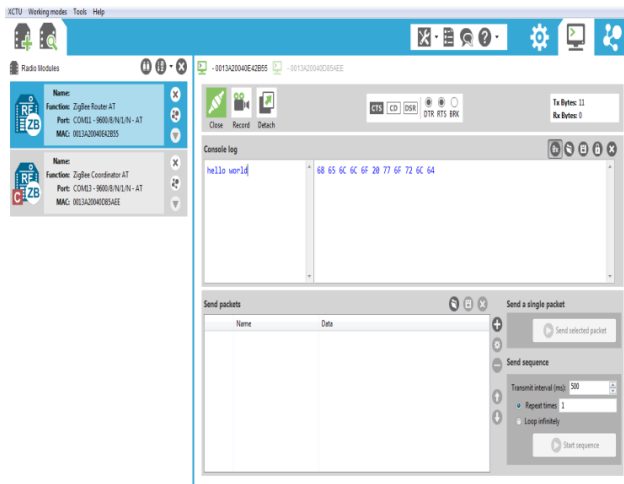 XCTU Working modes Tools Help
Radio Modules
Name:
Function: ZigBee Router AT
Port: COM11 - 9600/8/N/1/N - AT
MAC: 0013A20040E42B55
Name:
Function: ZigBee Coordinator AT
Port: COM13 - 9600/8/N/1/N - AT
MAC: 0013A20040D85AEE
- 0013A20040E42B55
- 0013A20040D85AEE
Close Record Detach
CTS CD DSR
DTR RTS BRK
Tx Bytes: 11
Rx Bytes: 0
Console log
hello world
68 65 6C 6C 6F 20 77 6F 72 6C 64
Send packets
Name Data
Send a single packet
Send selected packet
Send sequence
Transmit interval (ms): 500
Repeat times 1
Loop infinitely
Start sequence